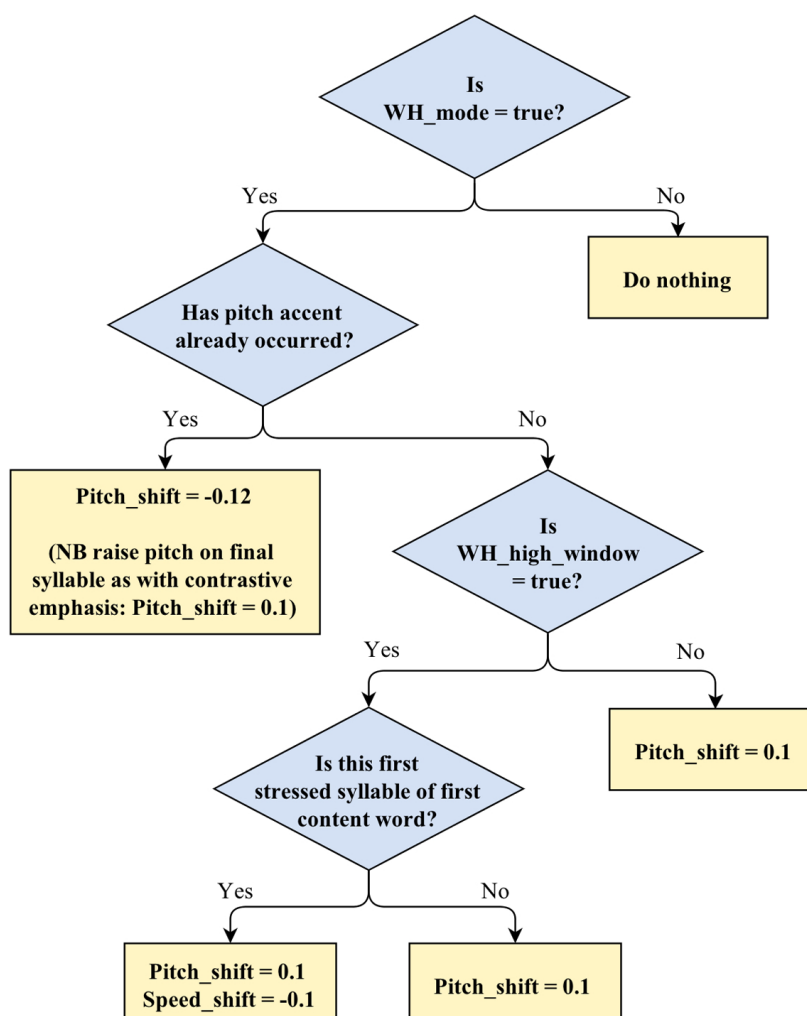 Is
WH_mode = true?
Yes
No
Do nothing
Has pitch accent
already occurred?
Yes
No
Pitch_shift = -0.12
(NB raise pitch on final
syllable as with contrastive
emphasis: Pitch_shift = 0.1)
Is
WH_high_window
= true?
Yes
No
Pitch_shift = 0.1
Is this first
stressed syllable of first
content word?
Yes
No
Pitch_shift = 0.1
Speed_shift = -0.1
Pitch_shift = 0.1